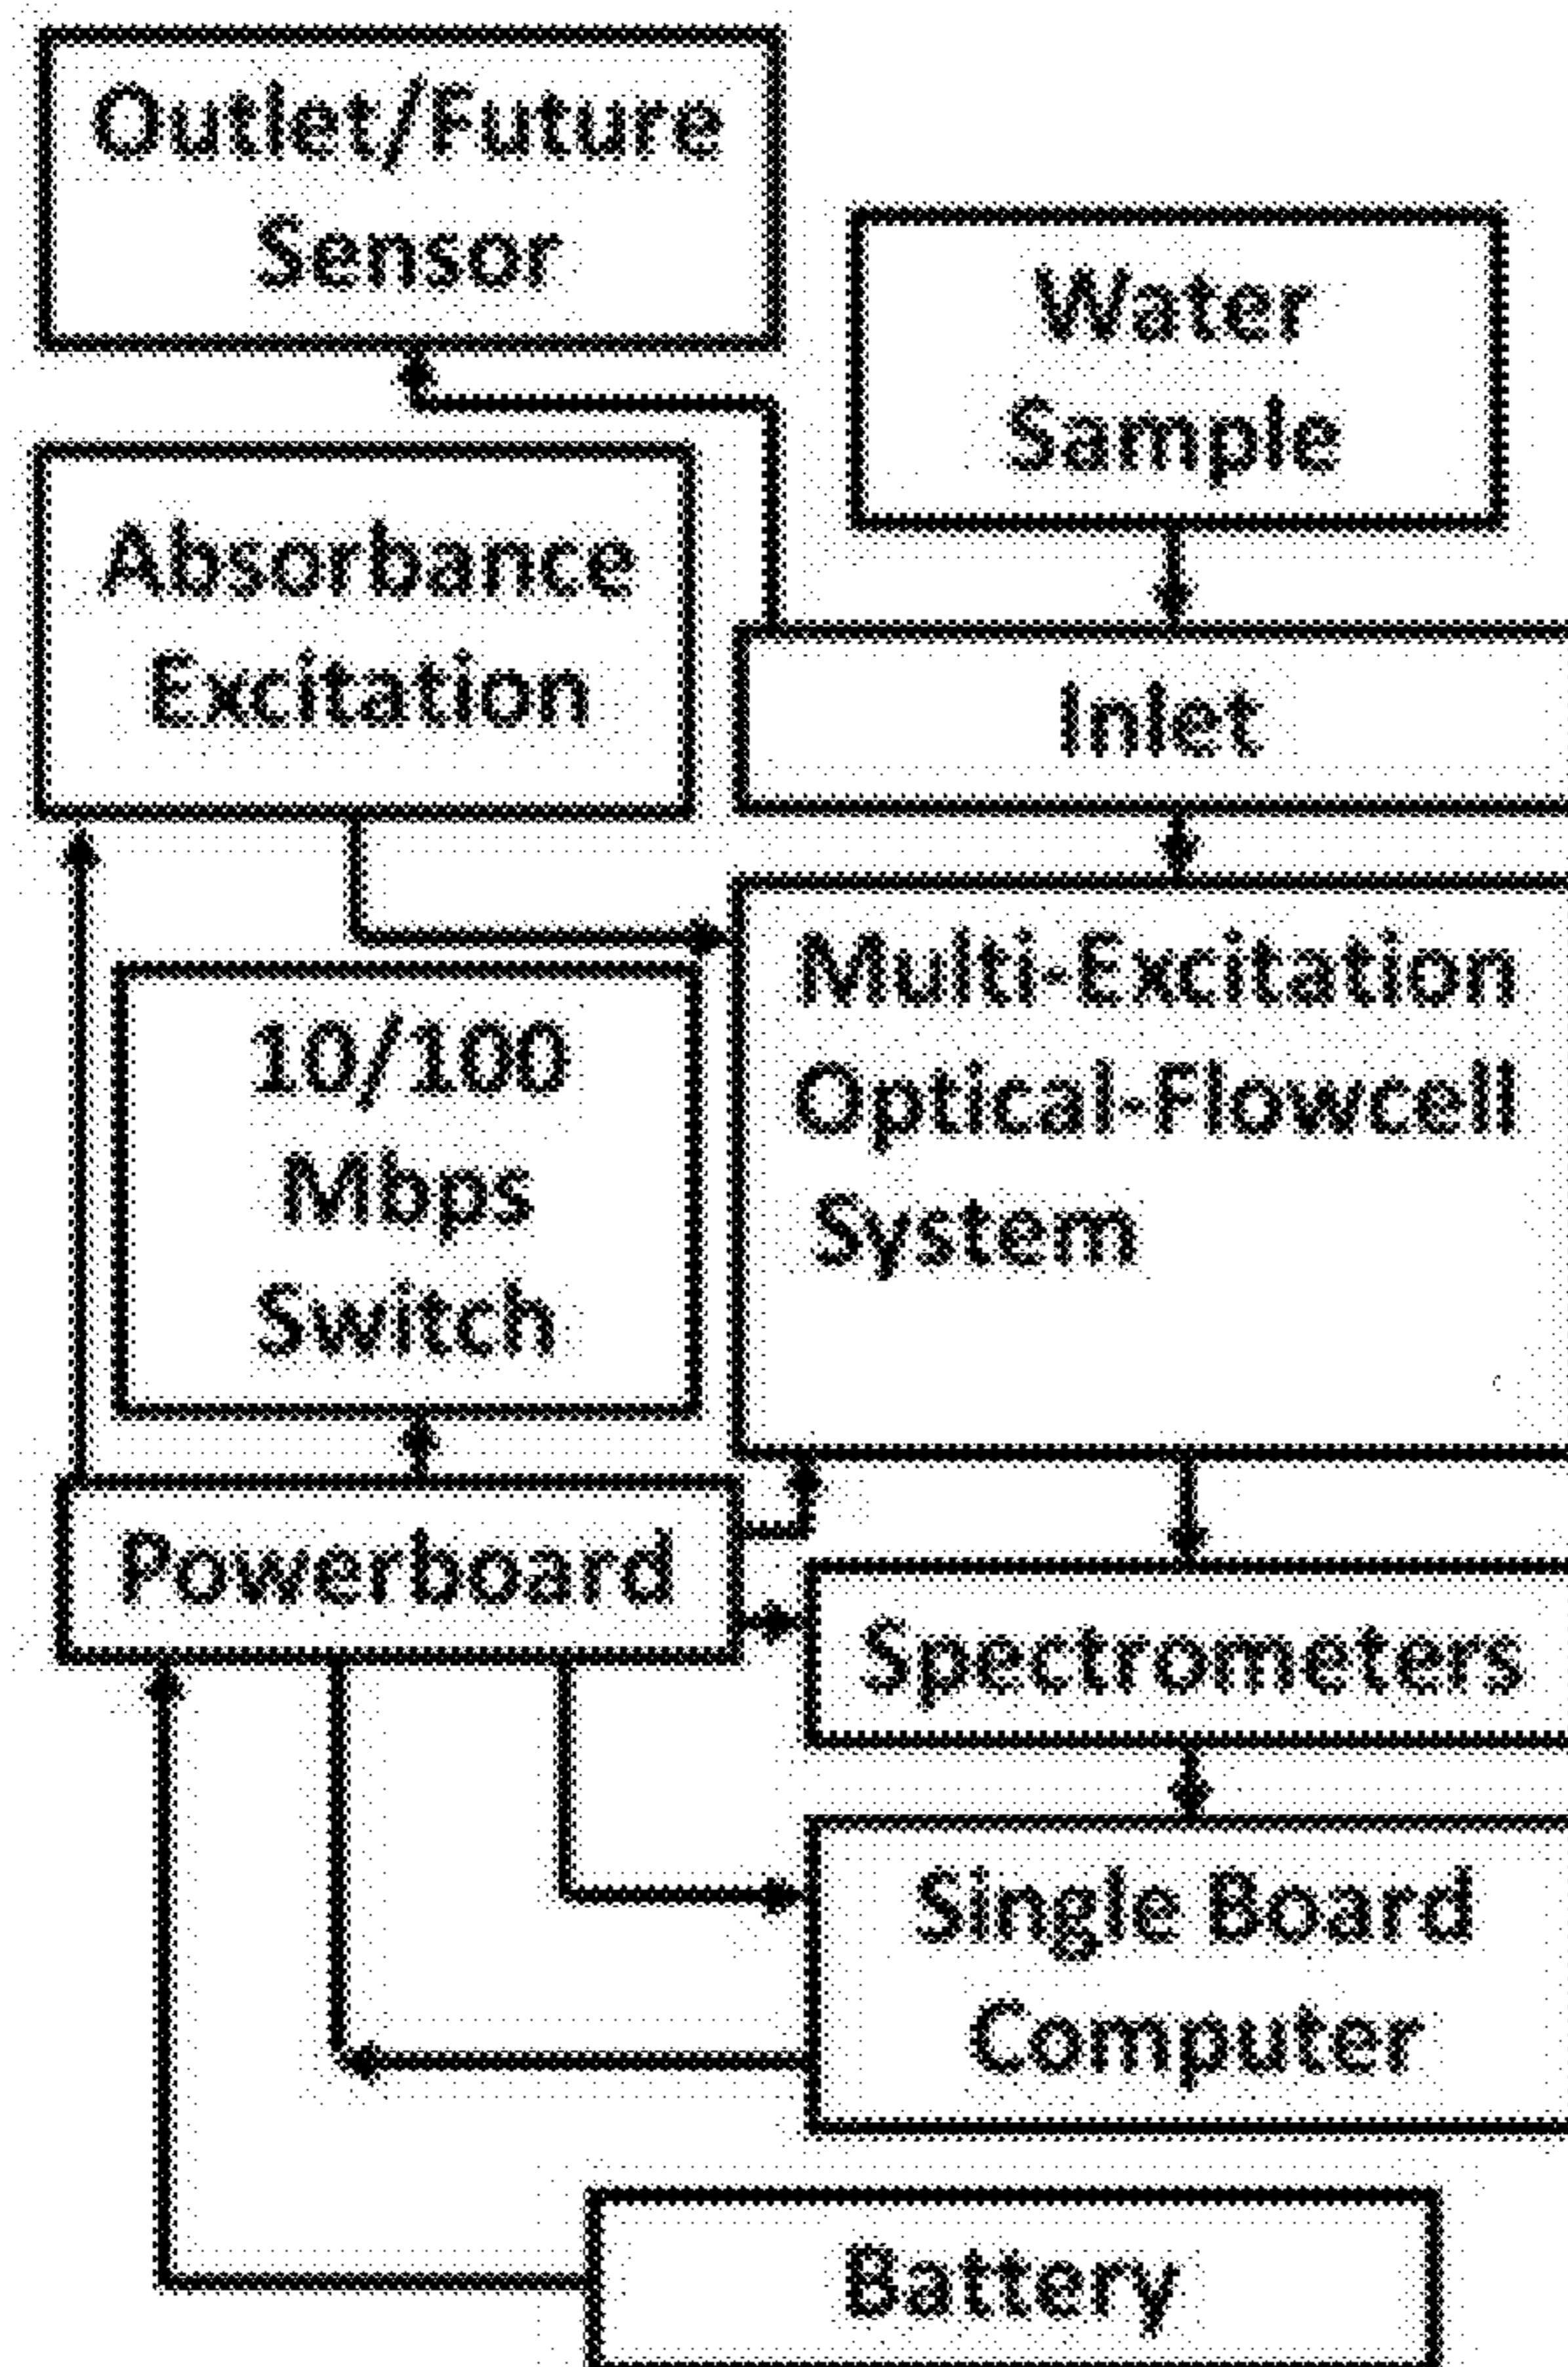 Outlet/Future
Sensor
Water
Sample
Absorbance
Excitation
Inlet
10/100
Mbps
Switch
Multi-Excitation
Optical-Flowcell
System
Powerboard
Spectrometers
Single Board
Computer
Battery